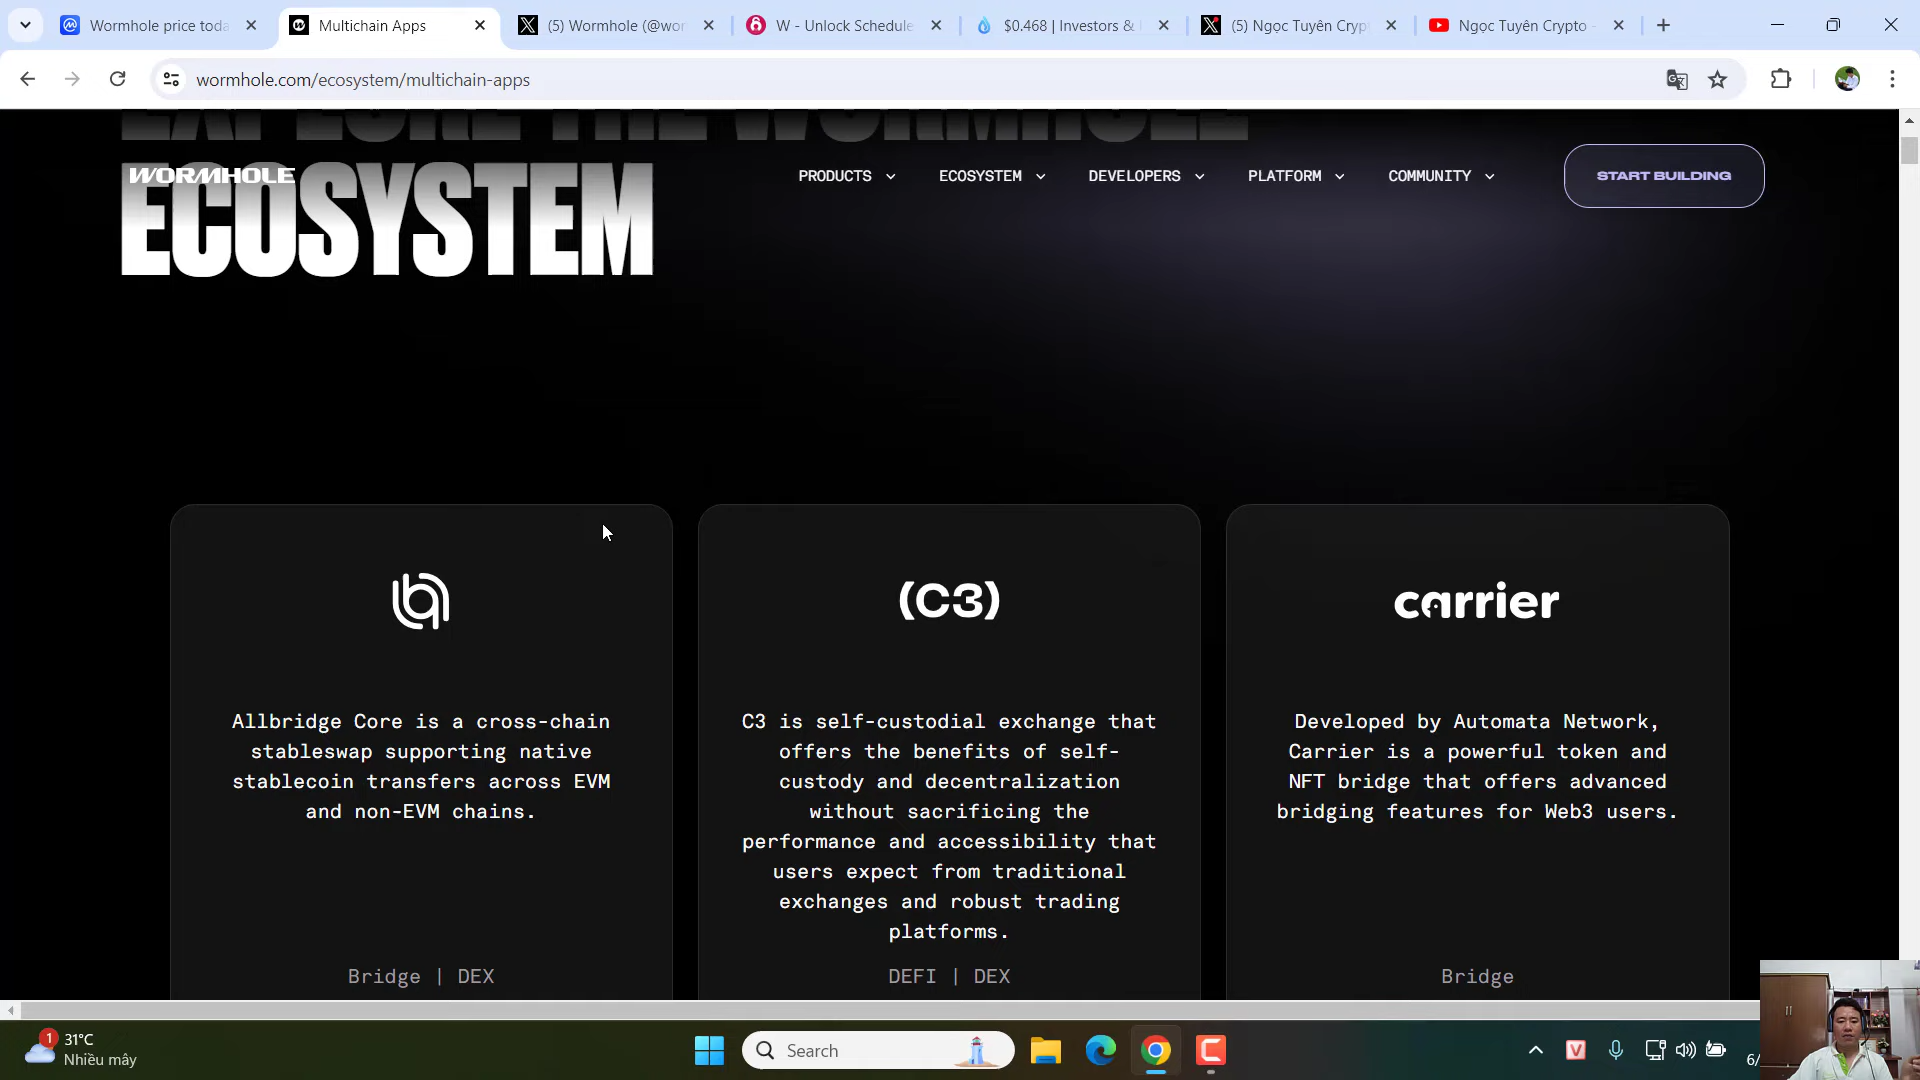 Wormhole price toda
Multichain Apps
(5) Wormhole (@wor
W - Unlock Schedule
$0.468 | Investors &
(5) Ngọc Tuyên Cryp
Ngọc Tuyên Crypto -
wormhole.com/ecosystem/multichain-apps
EXPLORE THE WORMHOLE
ECOSYSTEM
WORMHOLE
PRODUCTS
ECOSYSTEM
DEVELOPERS
PLATFORM
COMMUNITY
START BUILDING
Allbridge Core is a cross-chain
stableswap supporting native
stablecoin transfers across EVM
and non-EVM chains.
Bridge | DEX
(C3)
C3 is self-custodial exchange that
offers the benefits of self-
custody and decentralization
without sacrificing the
performance and accessibility that
users expect from traditional
exchanges and robust trading
platforms.
DEFI | DEX
carrier
Developed by Automata Network,
Carrier is a powerful token and
NFT bridge that offers advanced
bridging features for Web3 users.
Bridge
1
31°C
Nhiều mây
Search
V
6/